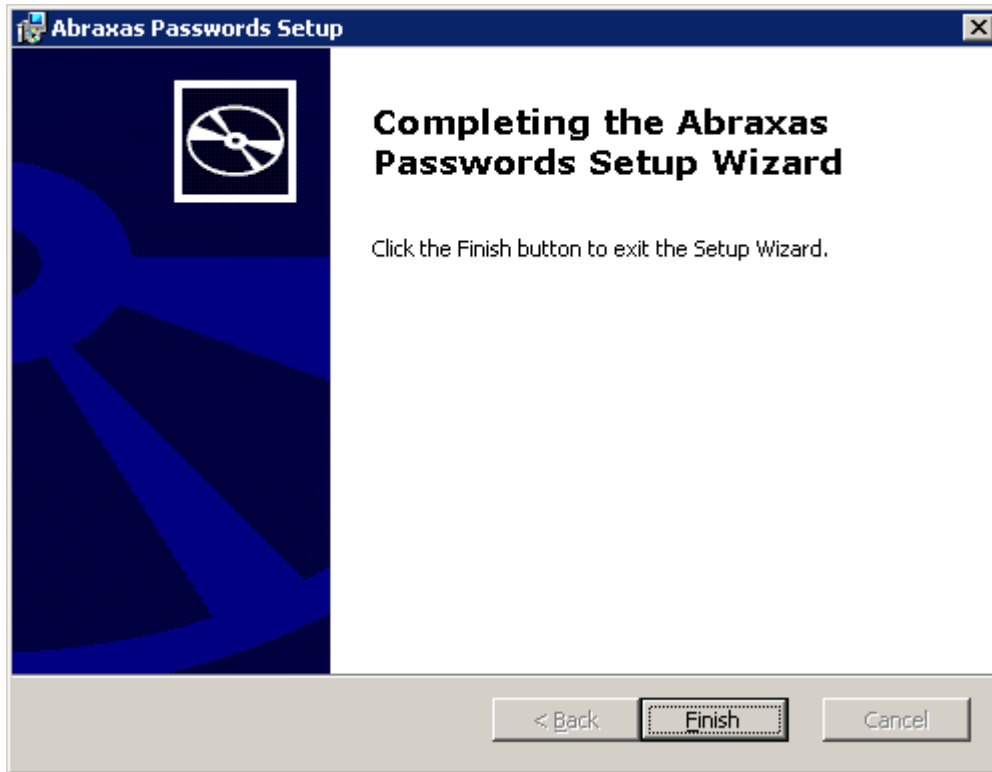 Abraxas Passwords Setup
Completing the Abraxas
Passwords Setup Wizard
Click the Finish button to exit the Setup Wizard.
< Back
Finish
Cancel